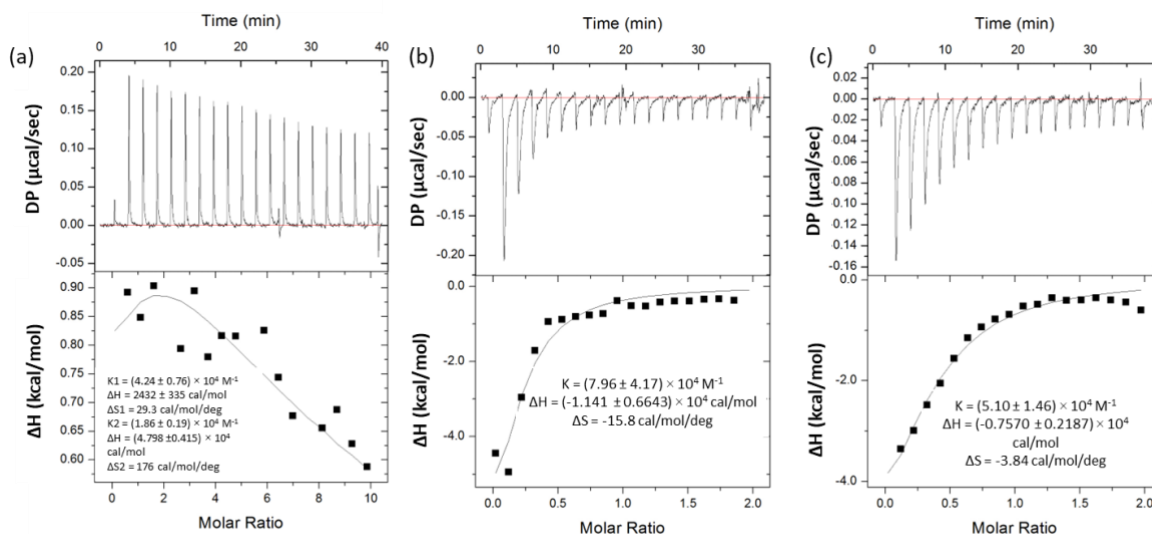 (a)
Time (min)
0 10 20 30 40
DP (µcal/sec)
0.20
0.15
0.10
0.05
0.00
-0.05
ΔH (kcal/mol)
0.90
0.85
0.80
0.75
0.70
0.65
0.60
K1 = (4.24 ± 0.76) × 10⁴ M⁻¹
ΔH = 2432 ± 335 cal/mol
ΔS1 = 29.3 cal/mol/deg
K2 = (1.86 ± 0.19) × 10⁴ M⁻¹
ΔH = (4.798 ±0.415) × 10⁴
cal/mol
ΔS2 = 176 cal/mol/deg
0 2 4 6 8 10
Molar Ratio
(b)
Time (min)
0 10 20 30
DP (µcal/sec)
0.00
-0.05
-0.10
-0.15
-0.20
ΔH (kcal/mol)
0.0
-2.0
-4.0
K = (7.96 ± 4.17) × 10⁴ M⁻¹
ΔH = (-1.141 ± 0.6643) × 10⁴ cal/mol
ΔS = -15.8 cal/mol/deg
0.0 0.5 1.0 1.5 2.0
Molar Ratio
(c)
Time (min)
0 10 20 30
DP (µcal/sec)
0.02
0.00
0.02
0.04
0.06
0.08
0.10
0.12
0.14
-0.16
ΔH (kcal/mol)
0.0
-2.0
-4.0
K = (5.10 ± 1.46) × 10⁴ M⁻¹
ΔH = (-0.7570 ± 0.2187) × 10⁴
cal/mol
ΔS = -3.84 cal/mol/deg
0.0 0.5 1.0 1.5 2.0
Molar Ratio